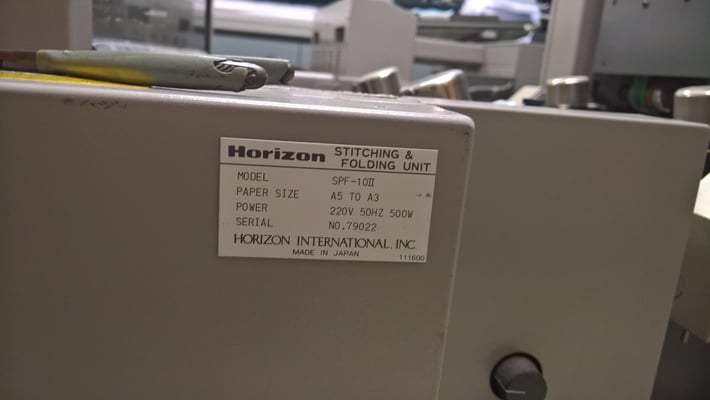 Horizon STITCHING &
FOLDING UNIT
MODEL SPF-10II
PAPER SIZE A5 TO A3
POWER 220V 50HZ 500W
SERIAL NO.79022
HORIZON INTERNATIONAL, INC.
MADE IN JAPAN 111600